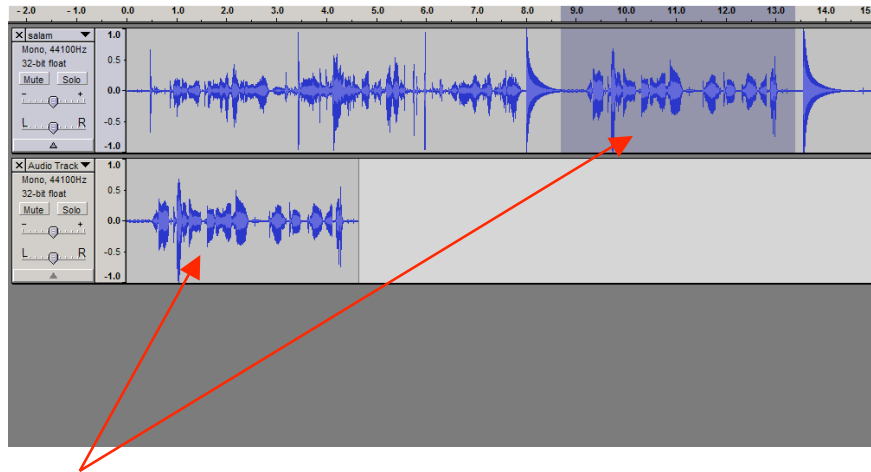 - 2.0 - 1.0 0.0 1.0 2.0 3.0 4.0 5.0 6.0 7.0 8.0 9.0 10.0 11.0 12.0 13.0 14.0 15
X salam
Mono, 44100Hz
32-bit float
Mute Solo
- +
L R
1.0
0.5
0.0
-0.5
-1.0
X Audio Track
Mono, 44100Hz
32-bit float
Mute Solo
- +
L R
1.0
0.5
0.0
-0.5
-1.0